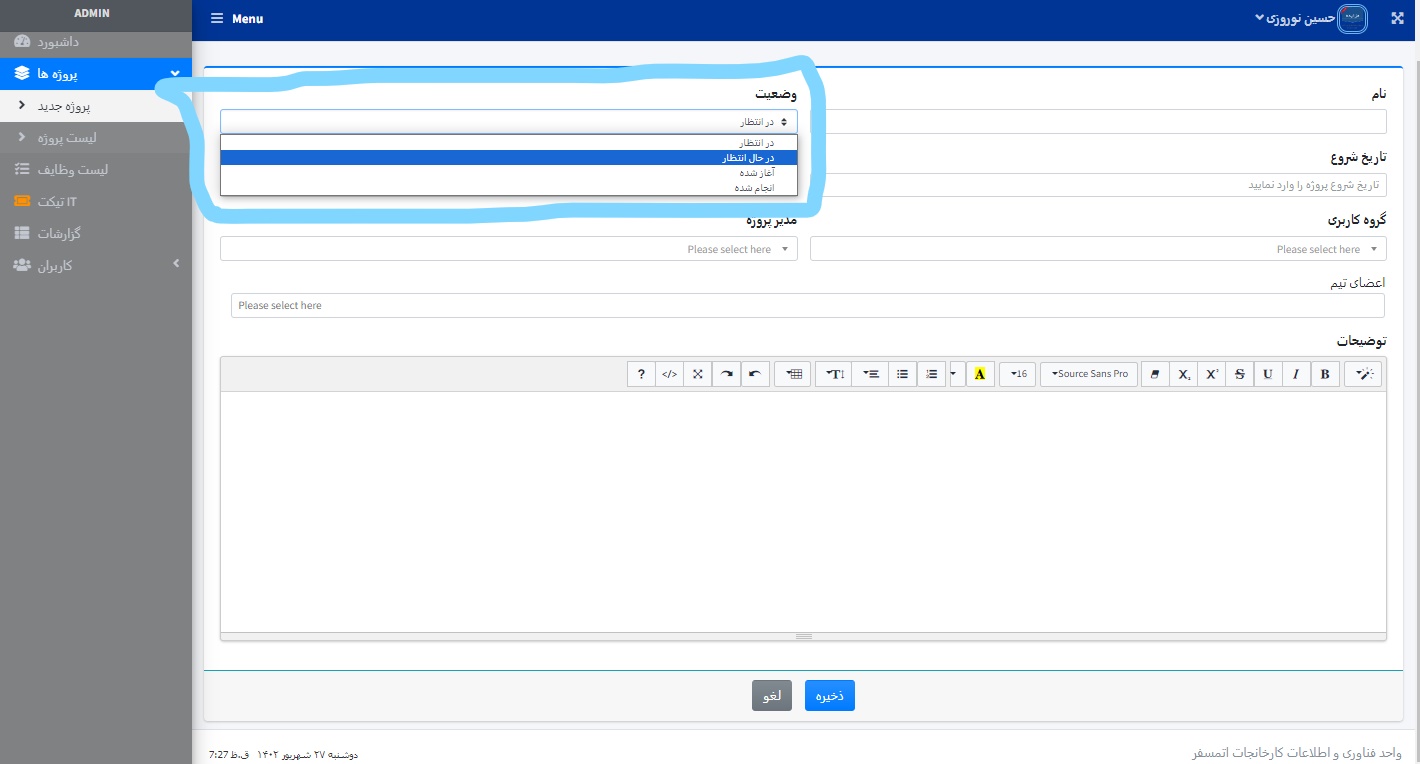 ADMIN
Menu
حسین نوروزی
داشبورد
پروژه ها
پروژه جدید
لیست پروژه
لیست وظایف
تیکت IT
گزارشات
کاربران
نام
وضعیت
در انتظار
در انتظار
در حال انتظار
آغاز شده
انجام شده
تاریخ شروع
تاریخ شروع پروژه را وارد نمایید
گروه کاربری
Please select here
مدیر پروژه
Please select here
اعضای تیم
Please select here
توضیحات
B I U S X² X₂ Source Sans Pro 16 A T </> ?
ذخیره
لغو
واحد فناوری و اطلاعات کارخانجات اتمسفر
دوشنبه ۲۷ شهریور ۱۴۰۲ ق.ظ 7:27